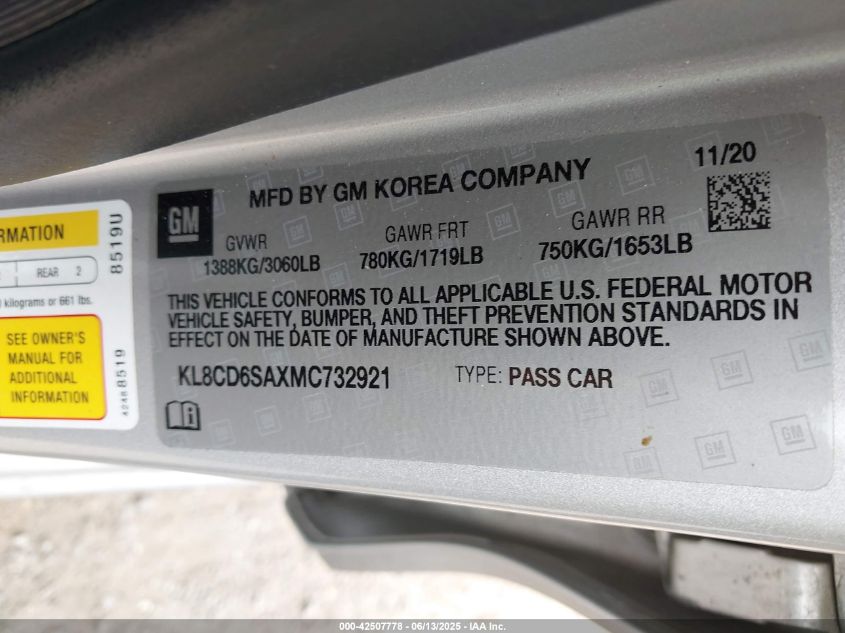 MFD BY GM KOREA COMPANY
11/20
GM
GVWR
1388KG/3060LB
GAWR FRT
780KG/1719LB
GAWR RR
750KG/1653LB
THIS VEHICLE CONFORMS TO ALL APPLICABLE U.S. FEDERAL MOTOR
VEHICLE SAFETY, BUMPER, AND THEFT PREVENTION STANDARDS IN
EFFECT ON THE DATE OF MANUFACTURE SHOWN ABOVE.
KL8CD6SAXMC732921
TYPE: PASS CAR
RMATION
REAR 2
kilograms or 661 lbs.
SEE OWNER'S
MANUAL FOR
ADDITIONAL
INFORMATION
8519U
42488519
000-42507778 - 06/13/2025 - IAA Inc.